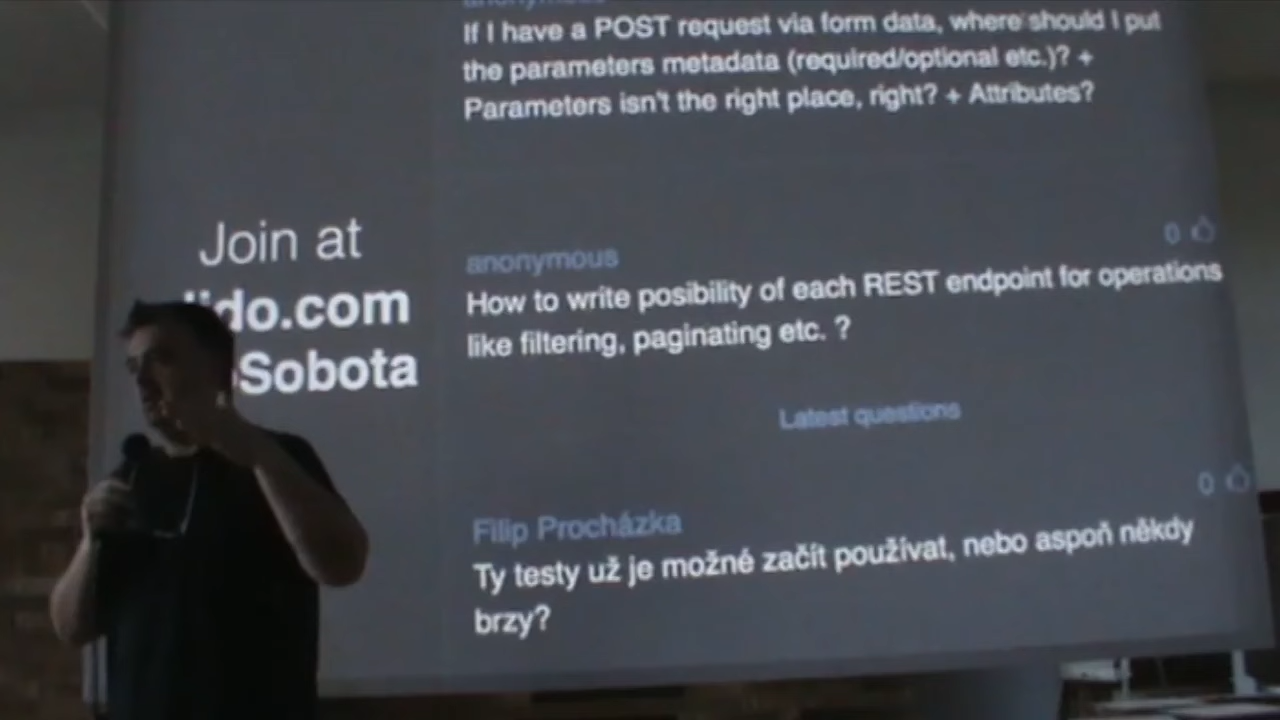 anonymous
If I have a POST request via form data, where should I put
the parameters metadata (required/optional etc.)? +
Parameters isn't the right place, right? + Attributes?
Join at
lido.com
Sobota
0
anonymous
How to write posibility of each REST endpoint for operations
like filtering, paginating etc. ?
Latest questions
0
Filip Procházka
Ty testy už je možné začít používat, nebo aspoň někdy
brzy?